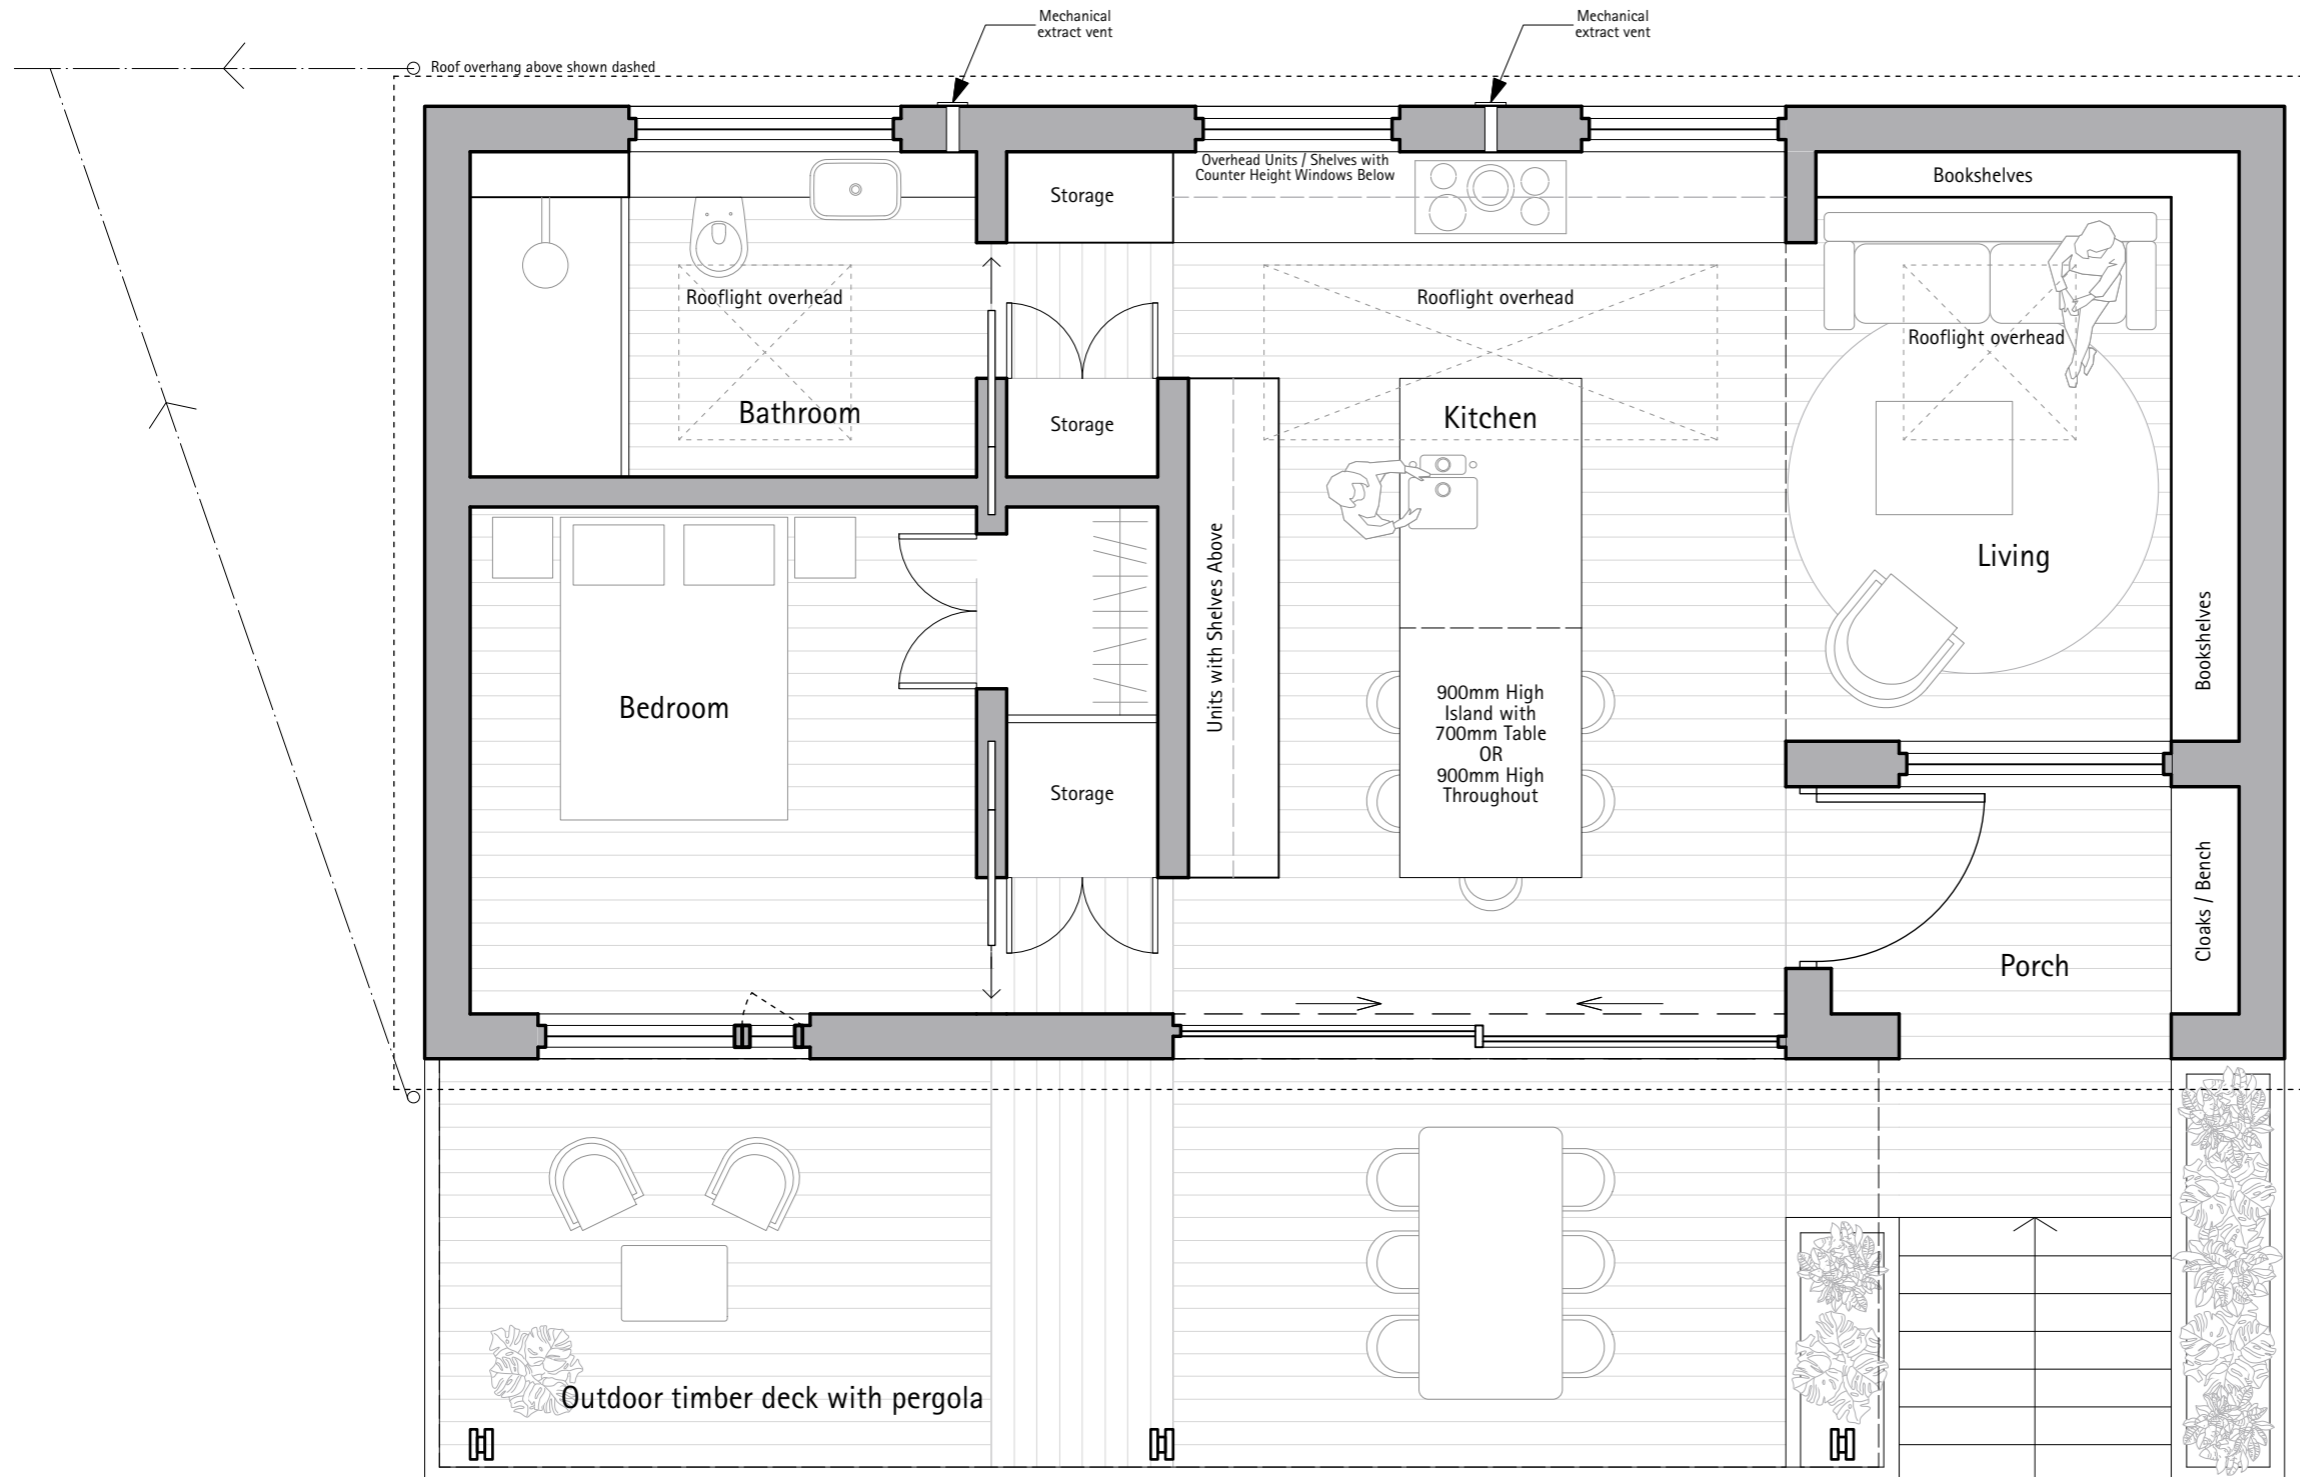 Mechanical
extract vent
Mechanical
extract vent
Roof overhang above shown dashed
Storage
Overhead Units / Shelves with
Counter Height Windows Below
Bookshelves
Rooflight overhead
Rooflight overhead
Rooflight overhead
Bathroom
Storage
Kitchen
Living
Units with Shelves Above
Bookshelves
Bedroom
900mm High
Island with
700mm Table
OR
900mm High
Throughout
Storage
Cloaks / Bench
Porch
Outdoor timber deck with pergola